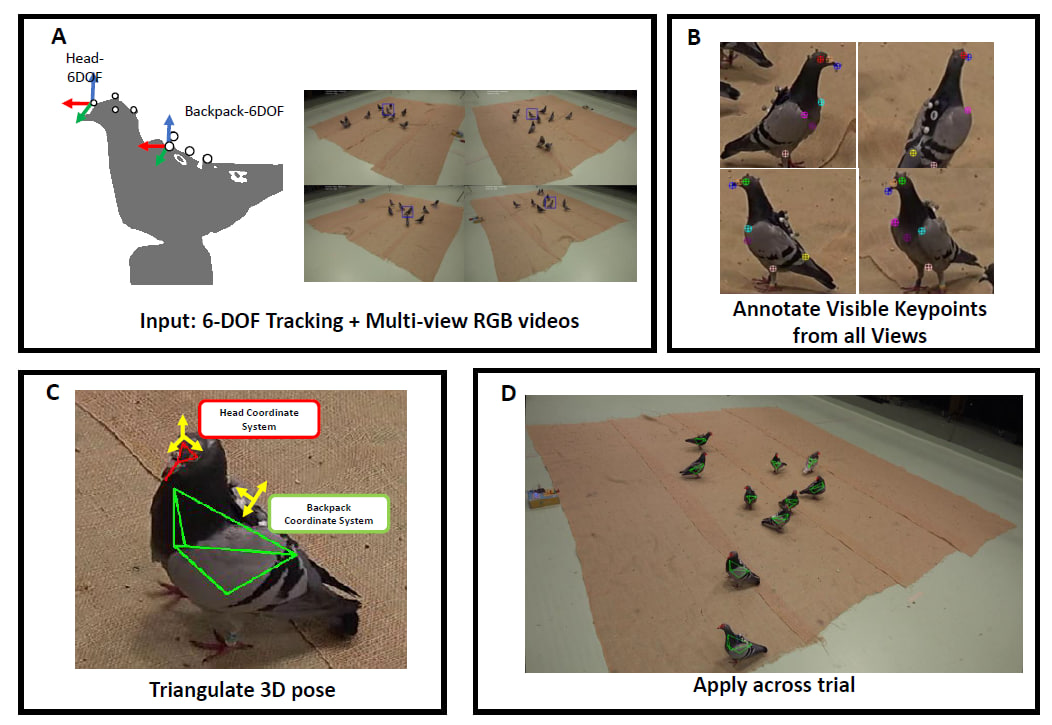 A
Head-
6DOF
Backpack-6DOF
Input: 6-DOF Tracking + Multi-view RGB videos
B
Annotate Visible Keypoints
from all Views
C
Head Coordinate
System
Backpack
Coordinate System
Triangulate 3D pose
D
Apply across trial